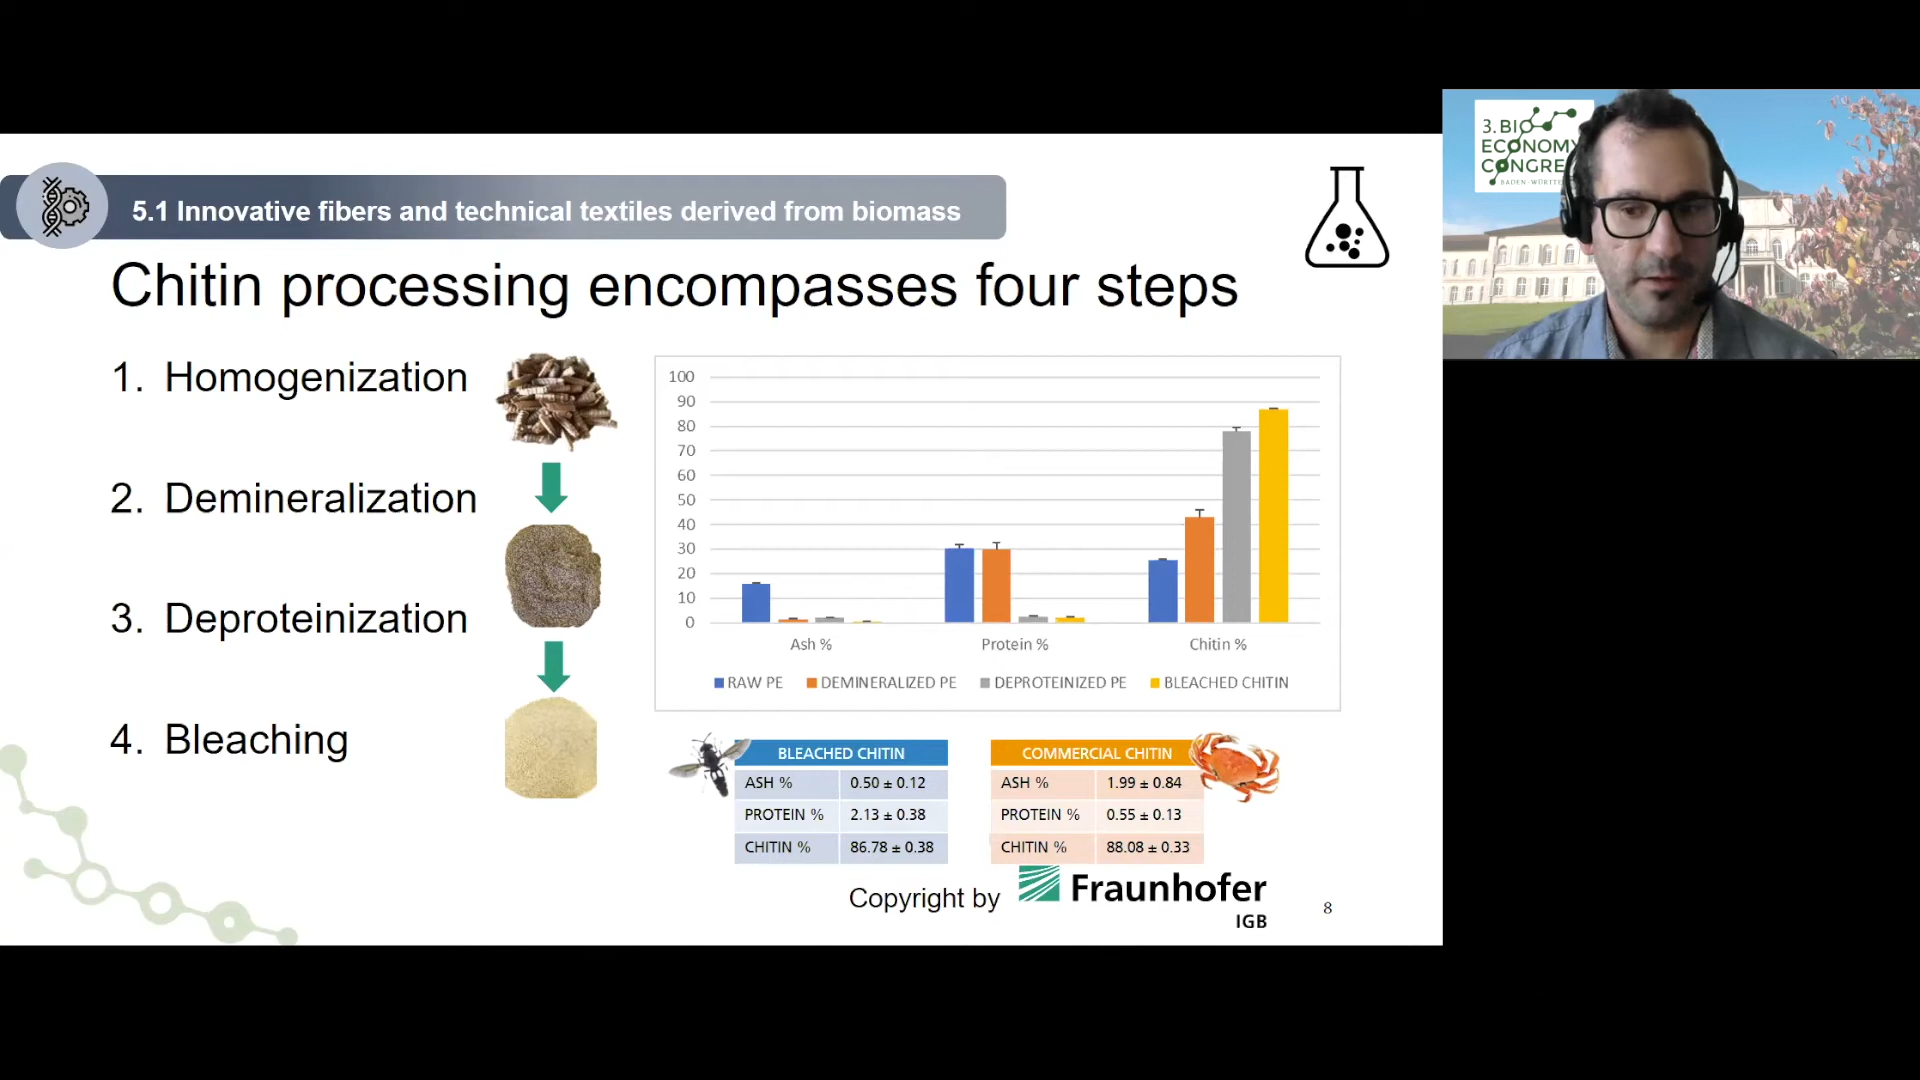 5.1 Innovative fibers and technical textiles derived from biomass
Chitin processing encompasses four steps
1. Homogenization
2. Demineralization
3. Deproteinization
4. Bleaching
100
90
80
70
60
50
40
30
20
10
0
Ash %
Protein %
Chitin %
RAW PE
DEMINERALIZED PE
DEPROTEINIZED PE
BLEACHED CHITIN
BLEACHED CHITIN
ASH % 0.50 ± 0.12
PROTEIN % 2.13 ± 0.38
CHITIN % 86.78 ± 0.38
COMMERCIAL CHITIN
ASH % 1.99 ± 0.84
PROTEIN % 0.55 ± 0.13
CHITIN % 88.08 ± 0.33
Copyright by Fraunhofer
IGB
8
3.BIO
ECONOMY
CONGRE
BADEN-WÜRTTE